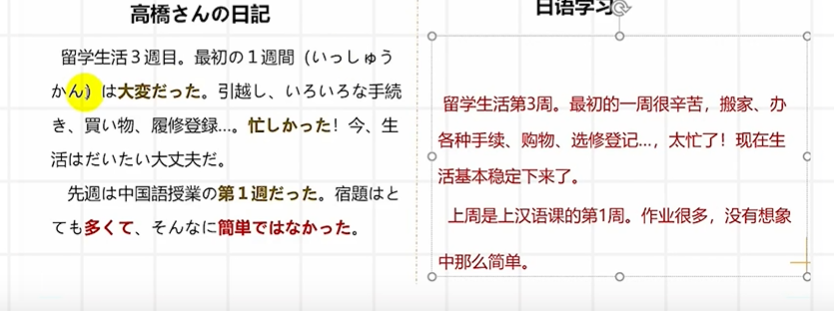 高橋さんの日記
留学生活３週目。最初の１週間（いっしゅう
かん）は大変だった。引越し、いろいろな手続
き、買い物、履修登録…。忙しかった！今、生
活はだいたい大丈夫だ。
先週は中国語授業の第１週だった。宿題はと
ても多くて、そんなに簡単ではなかった。
日语学习
留学生活第3周。最初的一周很辛苦，搬家、办
各种手续、购物、选修登记…，太忙了！现在生
活基本稳定下来了。
上周是上汉语课的第1周。作业很多，没有想象
中那么简单。